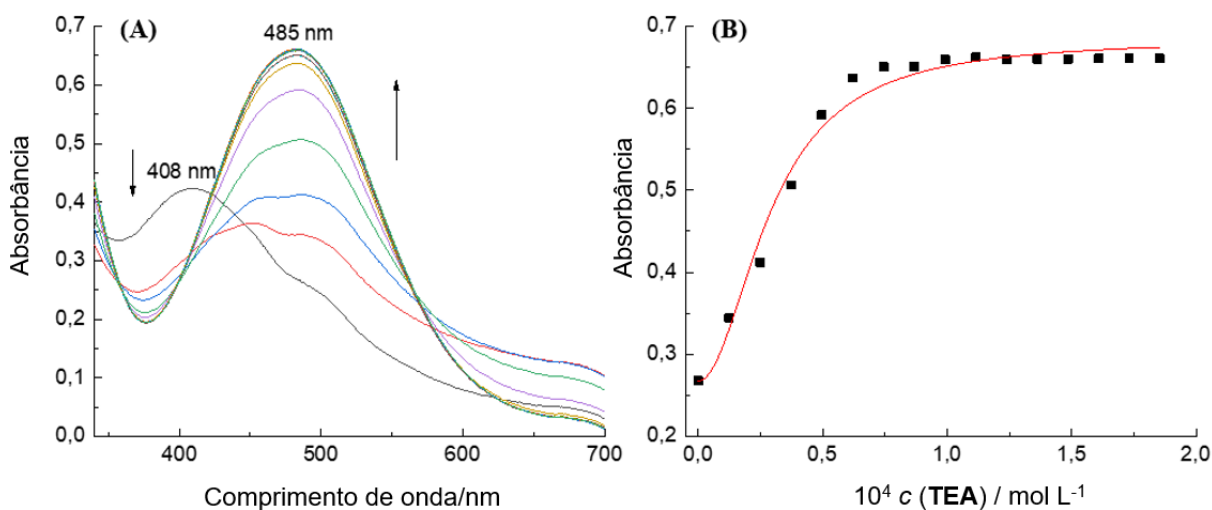 (A)
485 nm
408 nm
Absorbância
0,7
0,6
0,5
0,4
0,3
0,2
0,1
0,0
400
500
600
700
Comprimento de onda/nm
(B)
Absorbância
0,7
0,6
0,5
0,4
0,3
0,2
0,0
0,5
1,0
1,5
2,0
10⁴ c (TEA) / mol L⁻¹